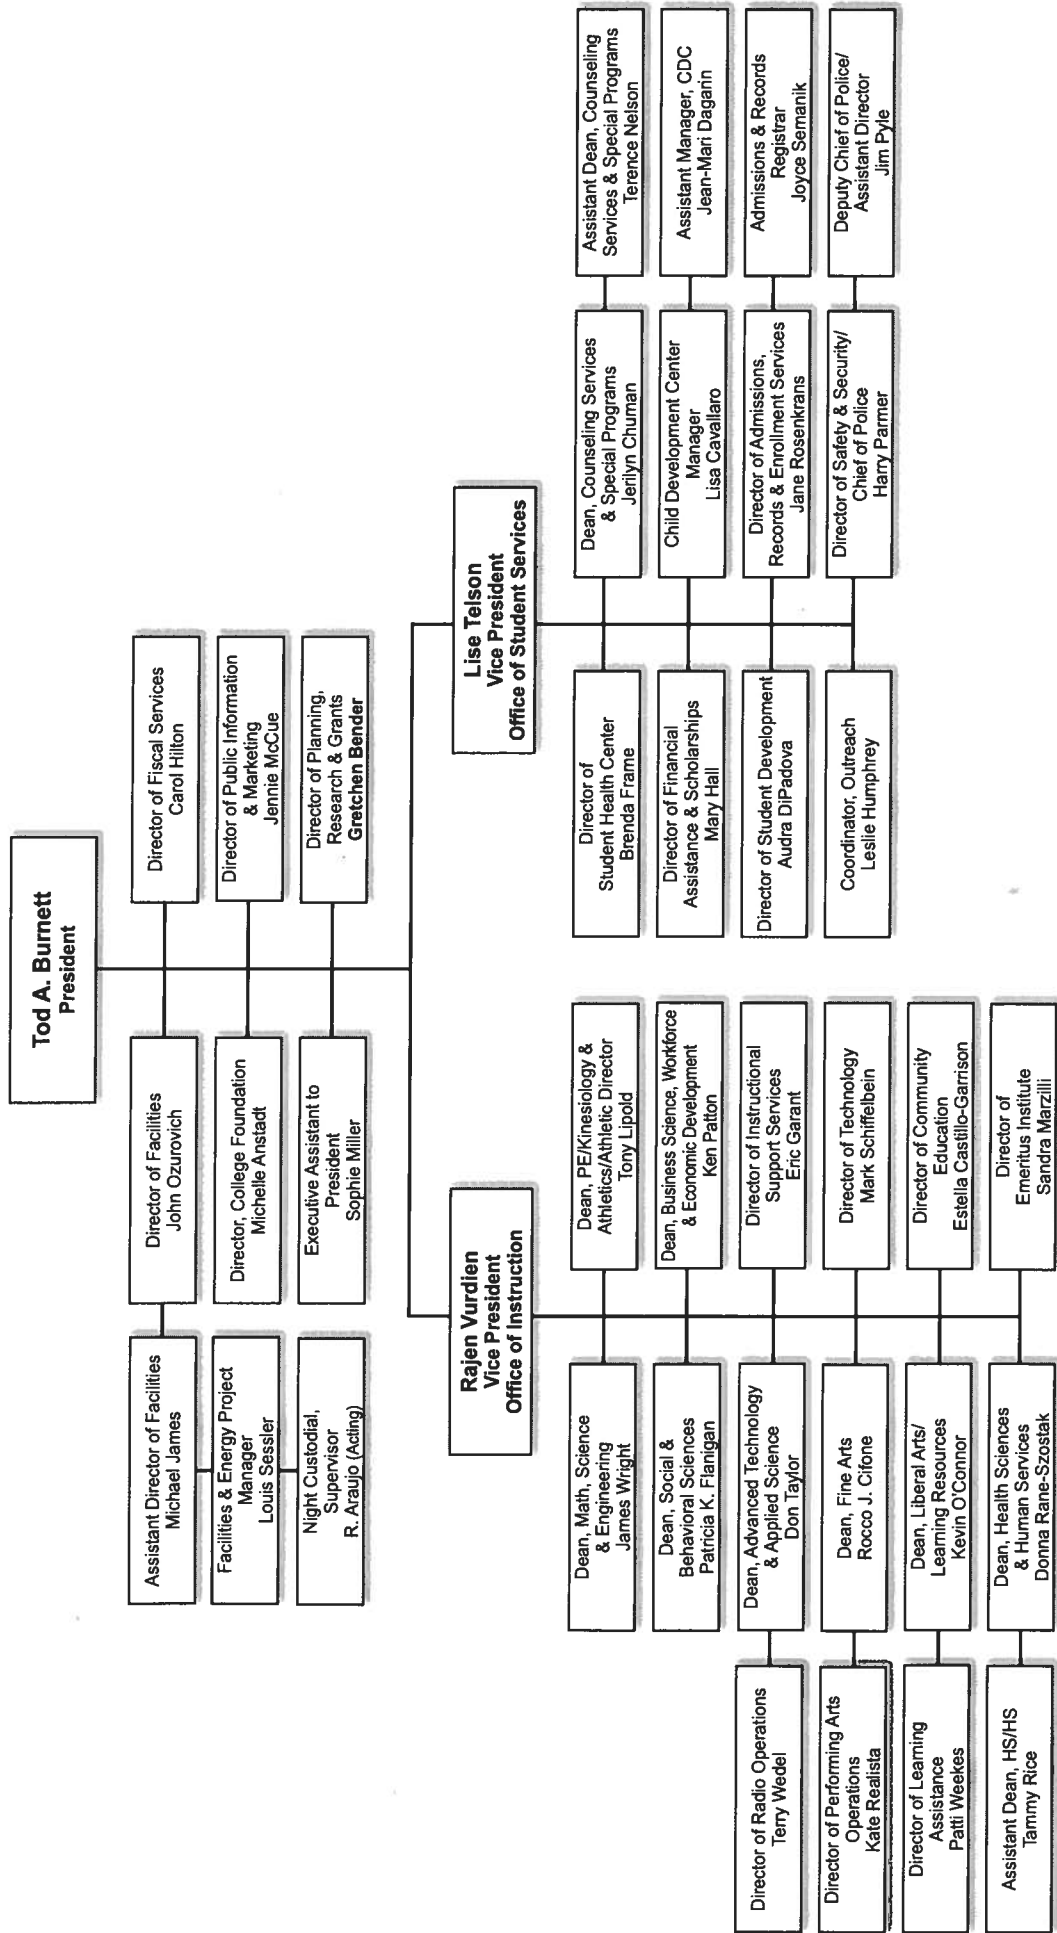 Tod A. Burnett
President
Assistant Director of Facilities
Michael James
Director of Facilities
John Ozurovich
Director of Fiscal Services
Carol Hilton
Facilities & Energy Project
Manager
Louis Sessler
Director, College Foundation
Michelle Anstadt
Director of Public Information
& Marketing
Jennie McCue
Night Custodial,
Supervisor
R. Araujo (Acting)
Executive Assistant to
President
Sophie Miller
Director of Planning,
Research & Grants
Gretchen Bender
Rajen Vurdien
Vice President
Office of Instruction
Lise Telson
Vice President
Office of Student Services
Dean, Math, Science
& Engineering
James Wright
Dean, PE/Kinesiology &
Athletics/Athletic Director
Tony Lipold
Director of
Student Health Center
Brenda Frame
Dean, Counseling Services
& Special Programs
Jerilyn Chuman
Assistant Dean, Counseling
Services & Special Programs
Terence Nelson
Dean, Social &
Behavioral Sciences
Patricia K. Flanigan
Dean, Business Science, Workforce
& Economic Development
Ken Patton
Director of Financial
Assistance & Scholarships
Mary Hall
Child Development Center
Manager
Lisa Cavallaro
Assistant Manager, CDC
Jean-Mari Dagarin
Director of Radio Operations
Terry Wedel
Dean, Advanced Technology
& Applied Science
Don Taylor
Director of Instructional
Support Services
Eric Garant
Director of Student Development
Audra DiPadova
Director of Admissions,
Records & Enrollment Services
Jane Rosenkrans
Admissions & Records
Registrar
Joyce Semanik
Director of Performing Arts
Operations
Kate Realista
Dean, Fine Arts
Rocco J. Cifone
Director of Technology
Mark Schiffelbein
Coordinator, Outreach
Leslie Humphrey
Director of Safety & Security/
Chief of Police
Harry Parmer
Deputy Chief of Police/
Assistant Director
Jim Pyle
Director of Learning
Assistance
Patti Weekes
Dean, Liberal Arts/
Learning Resources
Kevin O'Connor
Director of Community
Education
Estella Castillo-Garrison
Assistant Dean, HS/HS
Tammy Rice
Dean, Health Sciences
& Human Services
Donna Rane-Szostak
Director of
Emeritus Institute
Sandra Marzilli